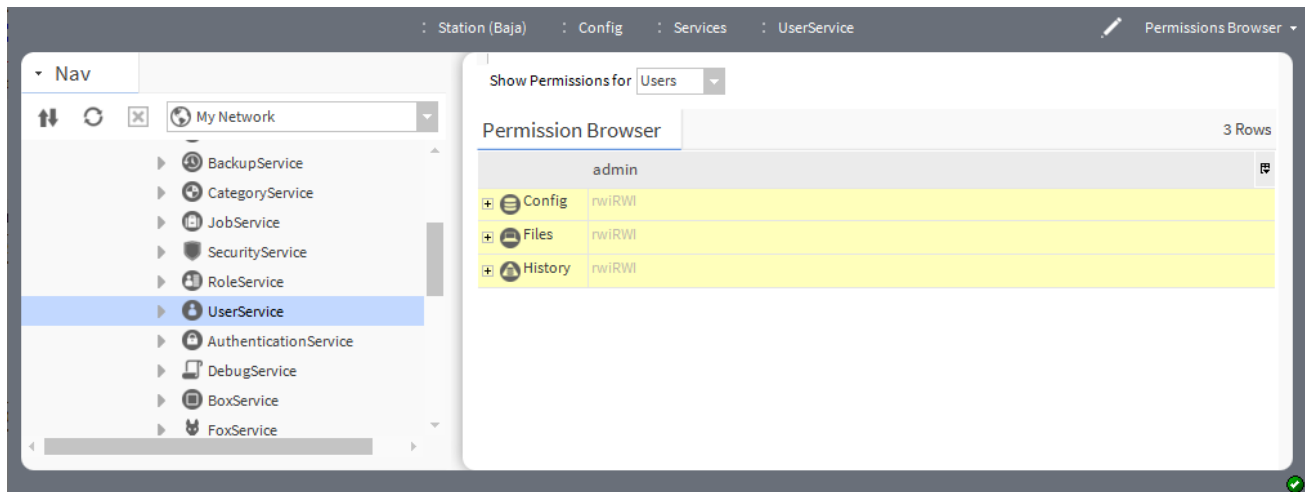 : Station (Baja) : Config : Services : UserService Permissions Browser
Nav
My Network
BackupService
CategoryService
JobService
SecurityService
RoleService
UserService
AuthenticationService
DebugService
BoxService
FoxService
Show Permissions for Users
Permission Browser 3 Rows
admin
Config rwiRWI
Files rwiRWI
History rwiRWI